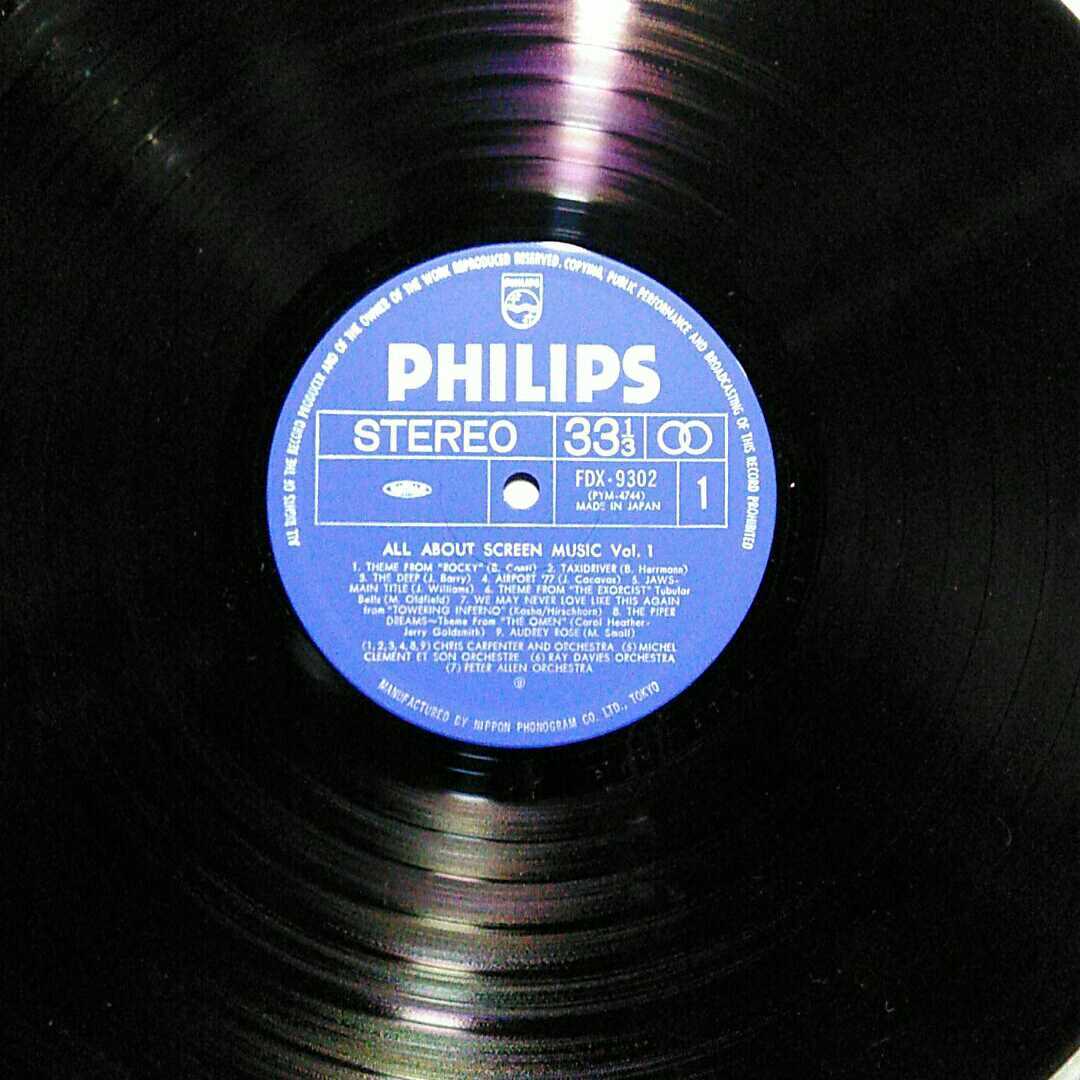 ALL RIGHTS OF THE RECORD PRODUCER AND OF THE OWNER OF THE WORK REPRODUCED RESERVED. COPYING, PUBLIC PERFORMANCE AND BROADCASTING OF THIS RECORD PROHIBITED
PHILIPS
PHILIPS
STEREO 33 1/3
FDX-9302
(PYM-4744)
MADE IN JAPAN
1
ALL ABOUT SCREEN MUSIC Vol. 1
1. THEME FROM "ROCKY" (B. Conti) 2. TAXIDRIVER (B. Herrmann)
3. THE DEEP (J. Barry) 4. AIRPORT '77 (J. Cacavas) 5. JAWS-
MAIN TITLE (J. Williams) 6. THEME FROM "THE EXORCIST" Tubular
Bells (M. Oldfield) 7. WE MAY NEVER LOVE LIKE THIS AGAIN
from "TOWERING INFERNO" (Kasha/Hirschhorn) 8. THE PIPER
DREAMS~Theme From "THE OMEN" (Carol Heather-
Jerry Goldsmith) 9. AUDREY ROSE (M. Small)
(1,2,3,4,8,9) CHRIS CARPENTER AND ORCHESTRA (5) MICHEL
CLEMENT ET SON ORCHESTRE (6) RAY DAVIES ORCHESTRA
(7) PETER ALLEN ORCHESTRA
MANUFACTURED BY NIPPON PHONOGRAM CO. LTD., TOKYO